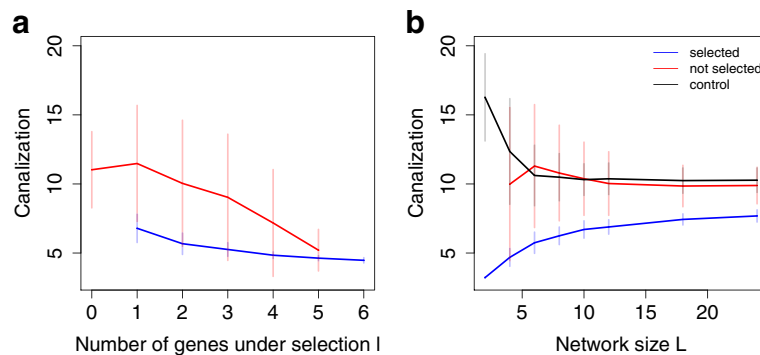 a
20
15
10
5
Canalization
0 1 2 3 4 5 6
Number of genes under selection l
b
20
15
10
5
Canalization
selected
not selected
control
5 10 15 20
Network size L